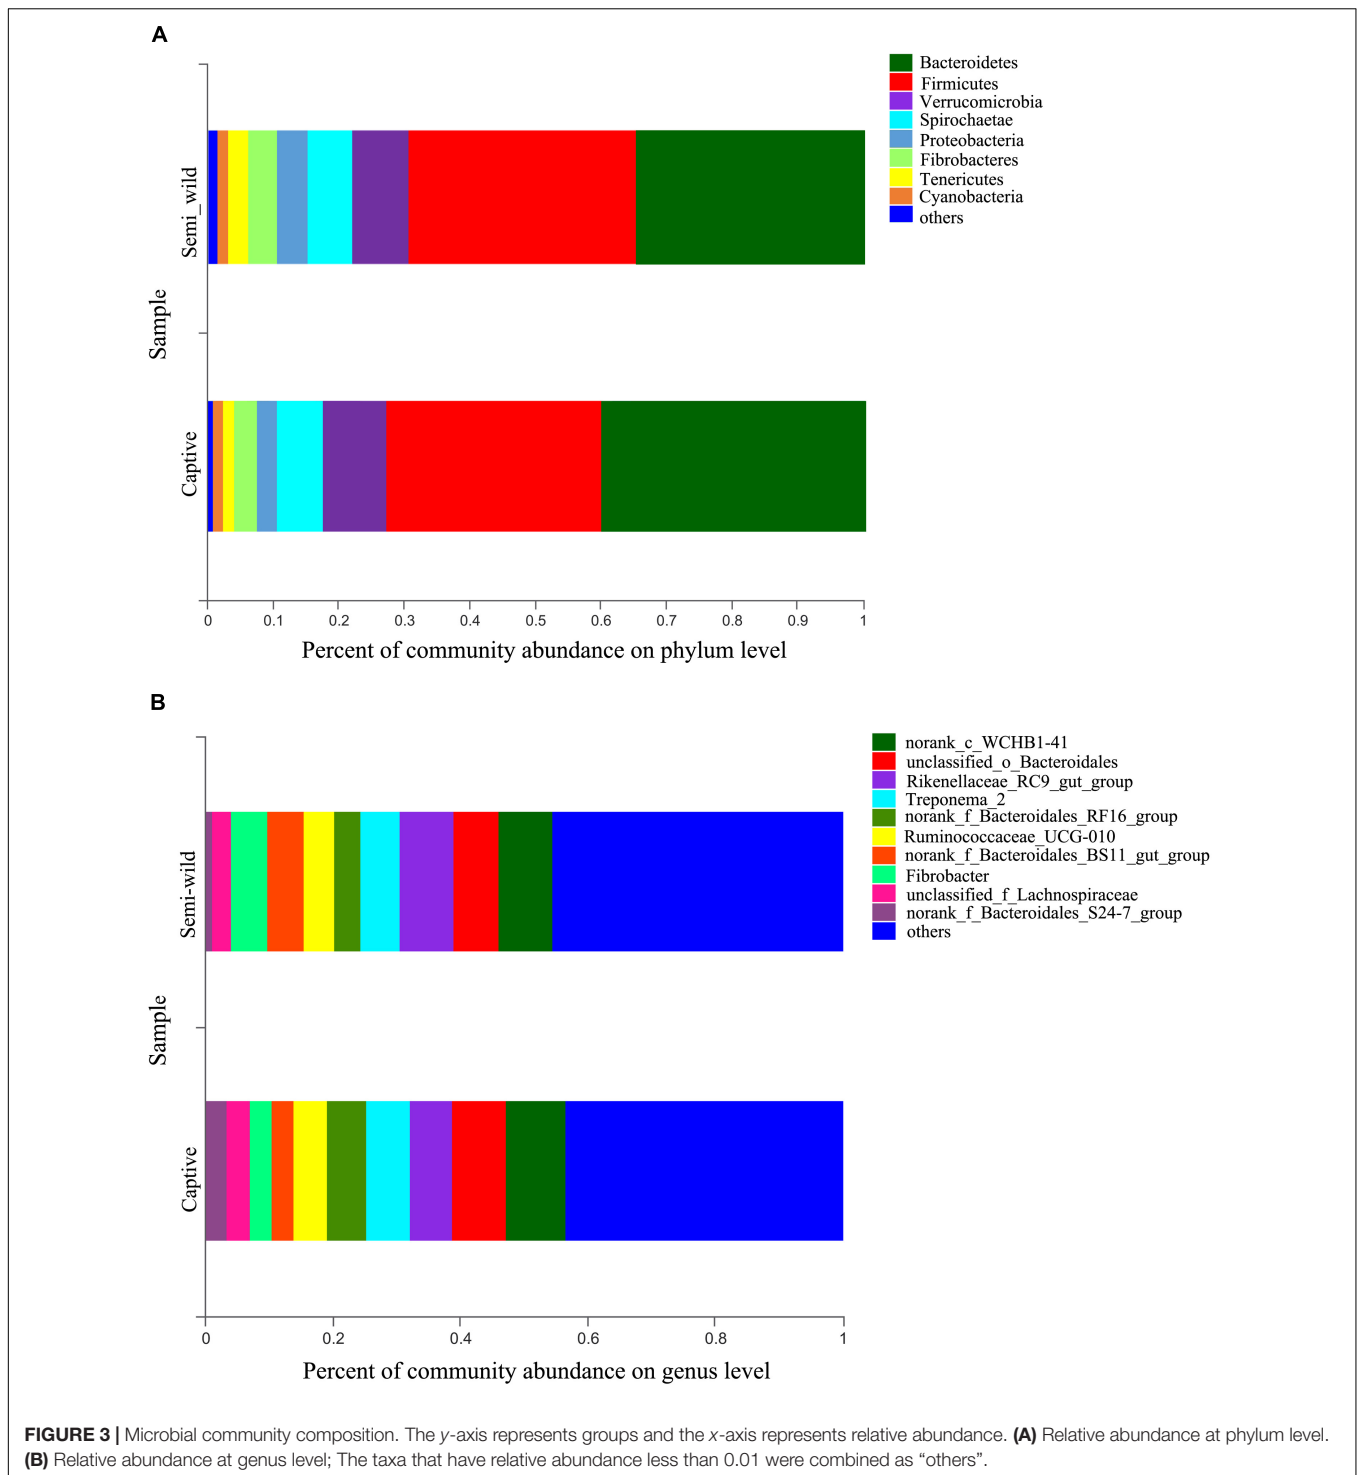 A
Bacteroidetes
Firmicutes
Verrucomicrobia
Spirochaetae
Proteobacteria
Fibrobacteres
Tenericutes
Cyanobacteria
others
Semi_wild
Sample
Captive
0 0.1 0.2 0.3 0.4 0.5 0.6 0.7 0.8 0.9 1
Percent of community abundance on phylum level
B
norank_c_WCHB1-41
unclassified_o_Bacteroidales
Rikenellaceae_RC9_gut_group
Treponema_2
norank_f_Bacteroidales_RF16_group
Ruminococcaceae_UCG-010
norank_f_Bacteroidales_BS11_gut_group
Fibrobacter
unclassified_f_Lachnospiraceae
norank_f_Bacteroidales_S24-7_group
others
Semi-wild
Sample
Captive
0 0.2 0.4 0.6 0.8 1
Percent of community abundance on genus level
FIGURE 3 | Microbial community composition. The y-axis represents groups and the x-axis represents relative abundance. (A) Relative abundance at phylum level.
(B) Relative abundance at genus level; The taxa that have relative abundance less than 0.01 were combined as “others”.